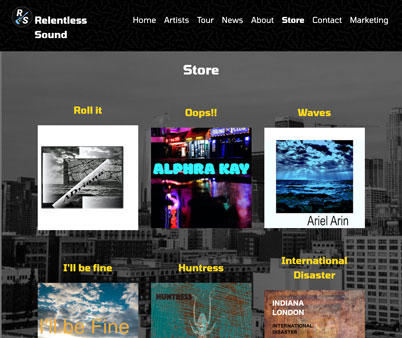 RS
Relentless
Sound
Home Artists Tour News About Store Contact Marketing
Store
Roll it
Oops!!
Waves
ALPHRA KAY
Ariel Arin
I'll be fine
Huntress
International
Disaster
I'll be Fine
HUNTRESS
INDIANA
LONDON
INTERNATIONAL
DISASTER